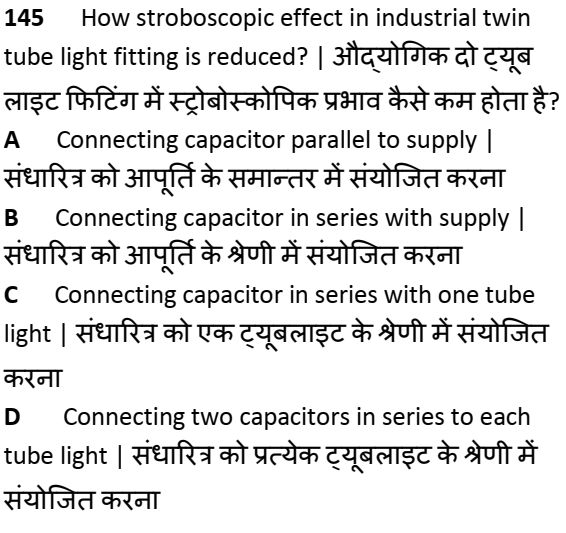 145 How stroboscopic effect in industrial twin
tube light fitting is reduced? | औद्योगिक दो ट्यूब
लाइट फिटिंग में स्ट्रोबोस्कोपिक प्रभाव कैसे कम होता है?
A Connecting capacitor parallel to supply |
संधारित्र को आपूर्ति के समान्तर में संयोजित करना
B Connecting capacitor in series with supply |
संधारित्र को आपूर्ति के श्रेणी में संयोजित करना
C Connecting capacitor in series with one tube
light | संधारित्र को एक ट्यूबलाइट के श्रेणी में संयोजित
करना
D Connecting two capacitors in series to each
tube light | संधारित्र को प्रत्येक ट्यूबलाइट के श्रेणी में
संयोजित करना